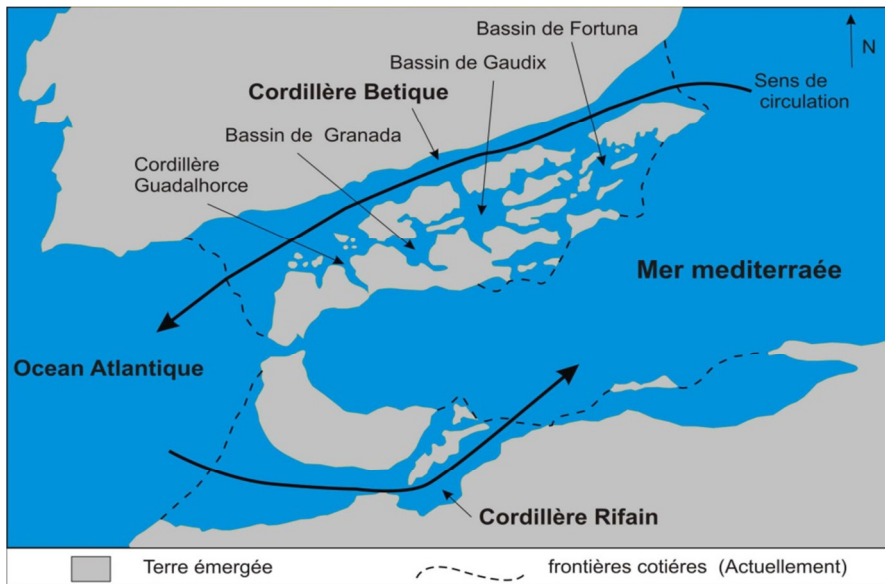 Bassin de Fortuna
N
Bassin de Gaudix
Cordillère Betique
Sens de
circulation
Bassin de Granada
Cordillère
Guadalhorce
Mer mediterraée
Ocean Atlantique
Cordillère Rifain
Terre émergée
frontières cotiéres (Actuellement)